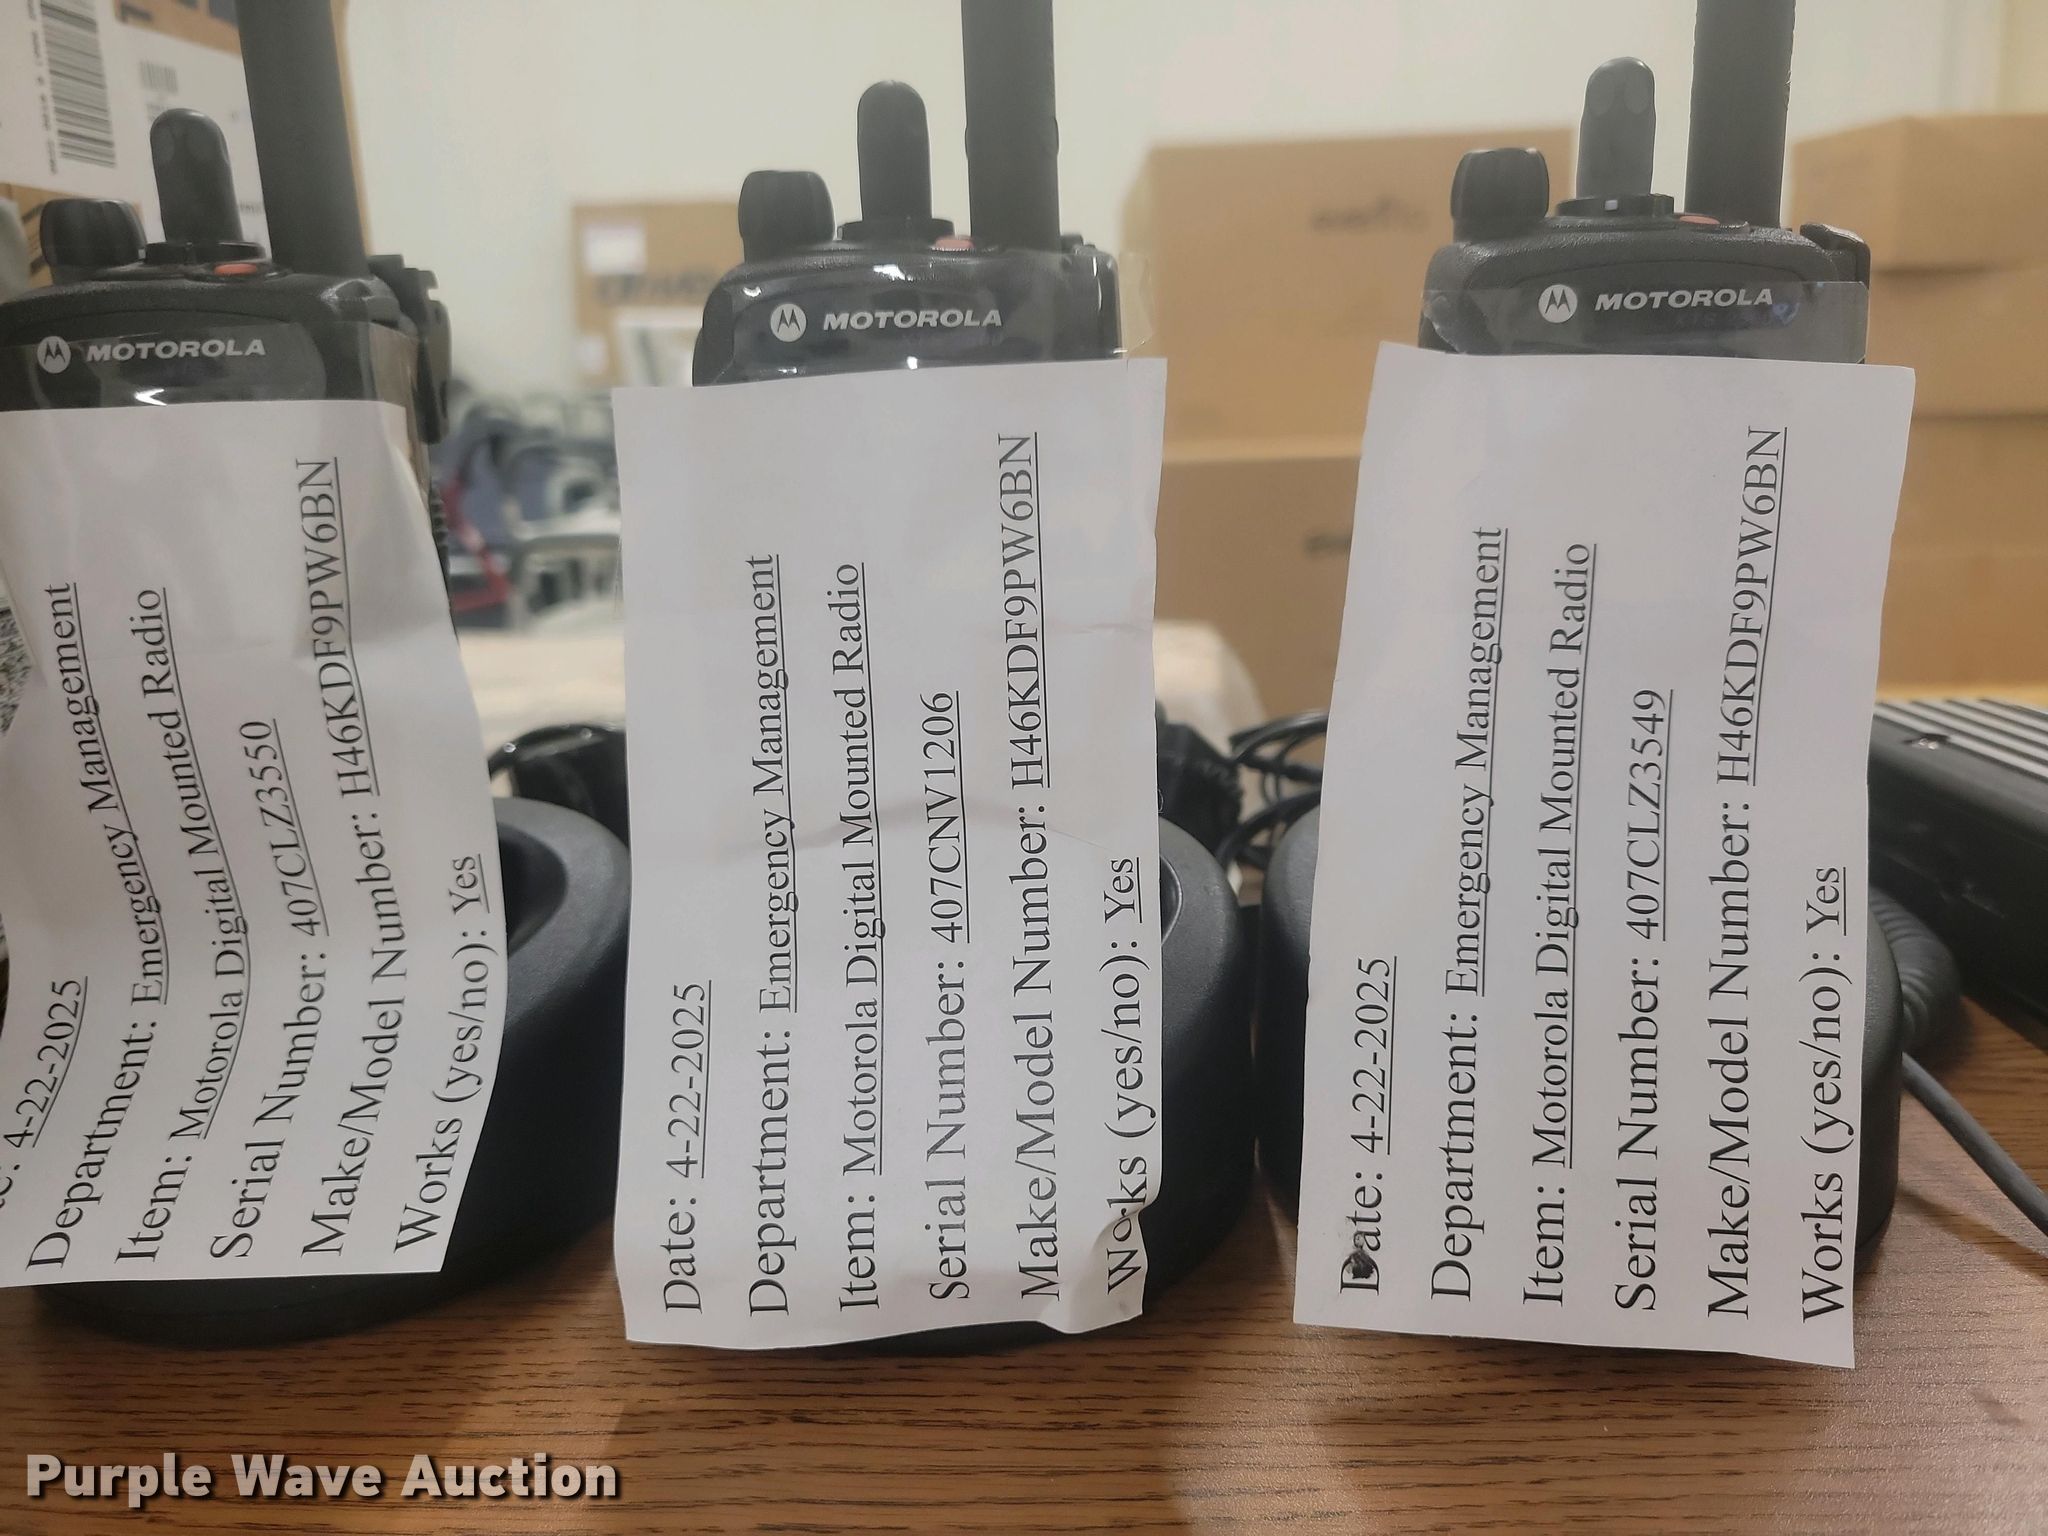 MOTOROLA
4-22-2025
Department: Emergency Management
Item: Motorola Digital Mounted Radio
Serial Number: 407CLZ3550
Make/Model Number: H46KDF9PW6BN
Works (yes/no): Yes
MOTOROLA
Date: 4-22-2025
Department: Emergency Management
Item: Motorola Digital Mounted Radio
Serial Number: 407CNV1206
Make/Model Number: H46KDF9PW6BN
Works (yes/no): Yes
MOTOROLA
Date: 4-22-2025
Department: Emergency Management
Item: Motorola Digital Mounted Radio
Serial Number: 407CLZ3549
Make/Model Number: H46KDF9PW6BN
Works (yes/no): Yes
Purple Wave Auction